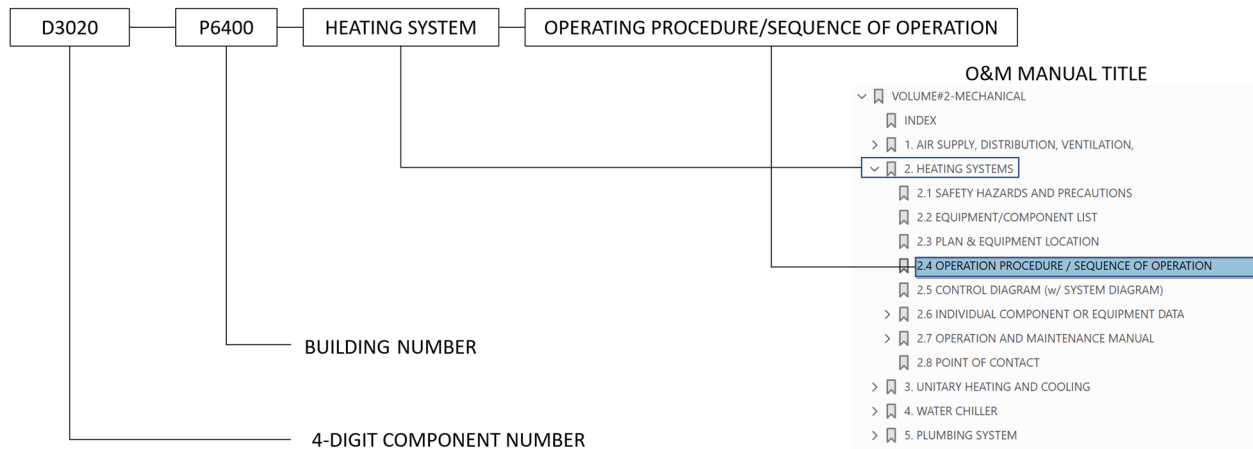 D3020 P6400 HEATING SYSTEM OPERATING PROCEDURE/SEQUENCE OF OPERATION
O&M MANUAL TITLE
VOLUME#2-MECHANICAL
INDEX
1. AIR SUPPLY, DISTRIBUTION, VENTILATION,
2. HEATING SYSTEMS
2.1 SAFETY HAZARDS AND PRECAUTIONS
2.2 EQUIPMENT/COMPONENT LIST
2.3 PLAN & EQUIPMENT LOCATION
2.4 OPERATION PROCEDURE / SEQUENCE OF OPERATION
2.5 CONTROL DIAGRAM (w/ SYSTEM DIAGRAM)
2.6 INDIVIDUAL COMPONENT OR EQUIPMENT DATA
2.7 OPERATION AND MAINTENANCE MANUAL
2.8 POINT OF CONTACT
3. UNITARY HEATING AND COOLING
4. WATER CHILLER
5. PLUMBING SYSTEM
BUILDING NUMBER
4-DIGIT COMPONENT NUMBER